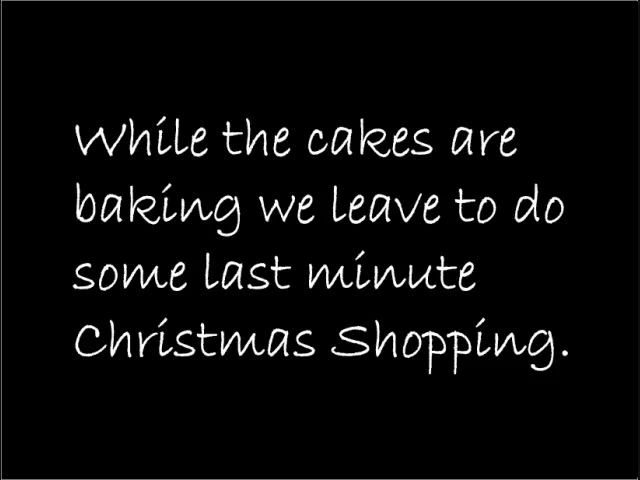 While the cakes are
baking we leave to do
some last minute
Christmas Shopping.